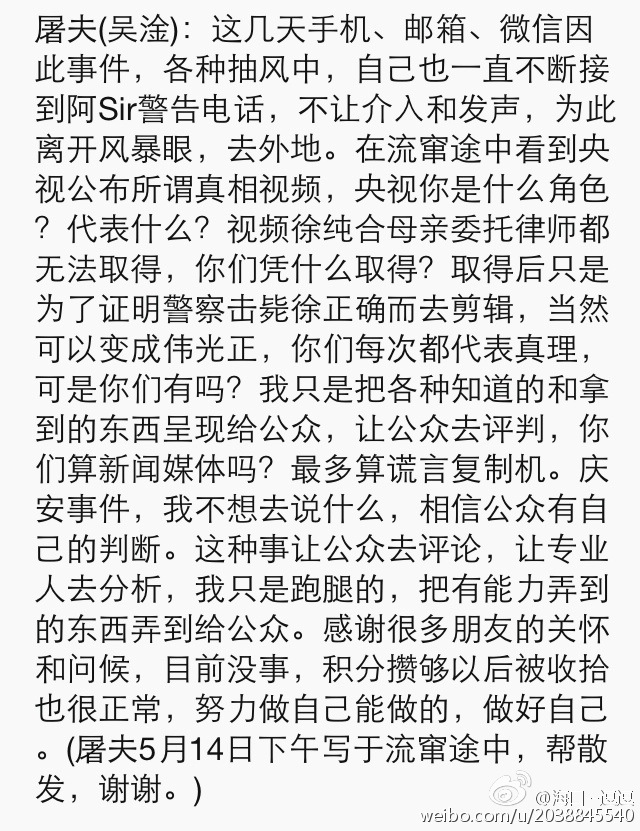 屠夫(吴淦)：这几天手机、邮箱、微信因
此事件，各种抽风中，自己也一直不断接
到阿Sir警告电话，不让介入和发声，为此
离开风暴眼，去外地。在流窜途中看到央
视公布所谓真相视频，央视你是什么角色
？代表什么？视频徐纯合母亲委托律师都
无法取得，你们凭什么取得？取得后只是
为了证明警察击毙徐正确而去剪辑，当然
可以变成伟光正，你们每次都代表真理，
可是你们有吗？我只是把各种知道的和拿
到的东西呈现给公众，让公众去评判，你
们算新闻媒体吗？最多算谎言复制机。庆
安事件，我不想去说什么，相信公众有自
己的判断。这种事让公众去评论，让专业
人去分析，我只是跑腿的，把有能力弄到
的东西弄到给公众。感谢很多朋友的关怀
和问候，目前没事，积分攒够以后被收拾
也很正常，努力做自己能做的，做好自己
。(屠夫5月14日下午写于流窜途中，帮散
发，谢谢。)
weibo.com/u/2038845540